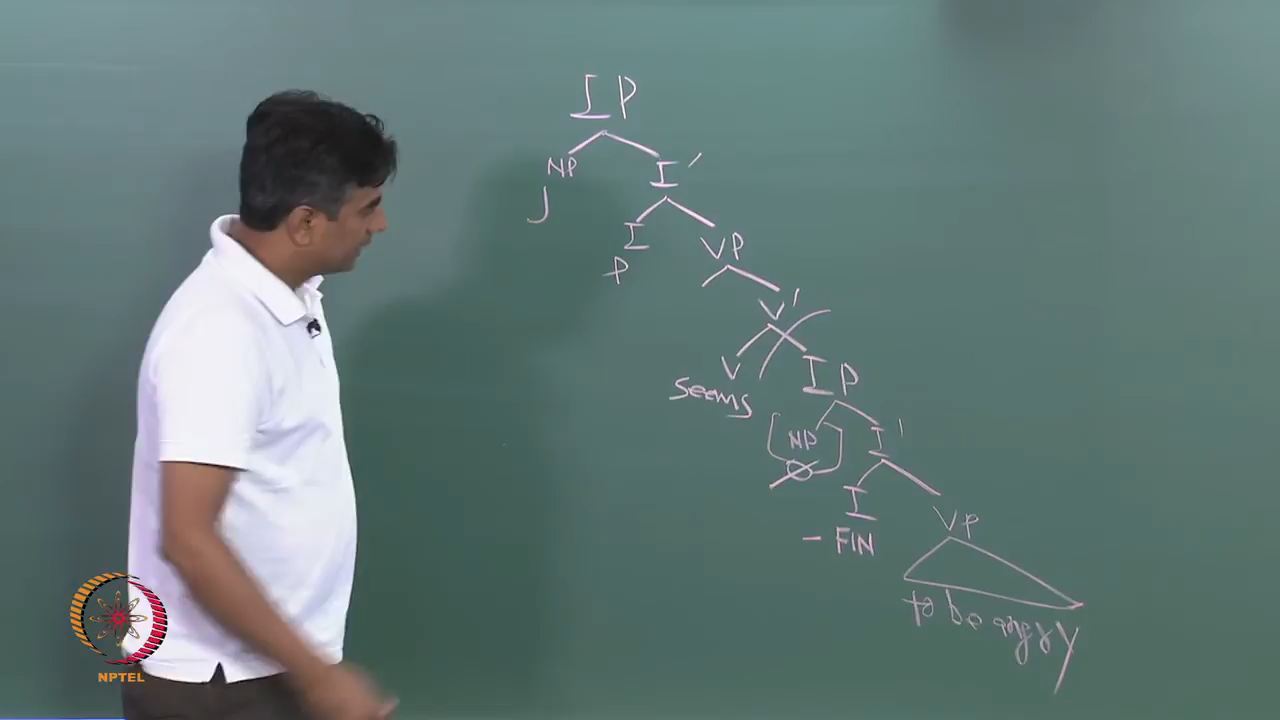 IP
NP I'
J
I VP
P
V'
V IP
seems
[NP] I'
Ø
I VP
- FIN
to be angry
NPTEL